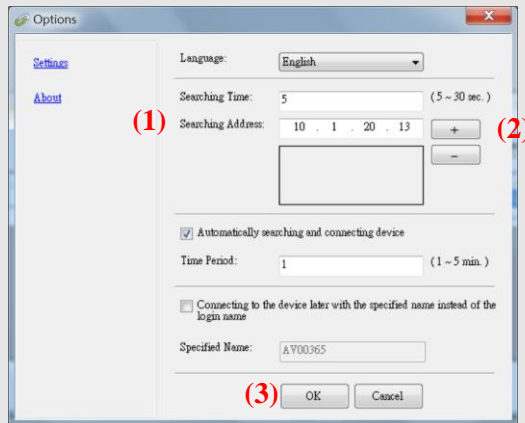 Options
Settings
About
Language: English
Searching Time: 5 (5 ~ 30 sec.)
(1) Searching Address: 10 . 1 . 20 . 13 + (2)
−
Automatically searching and connecting device
Time Period: 1 (1 ~ 5 min.)
Connecting to the device later with the specified name instead of the
login name
Specified Name: AV00365
(3) OK Cancel